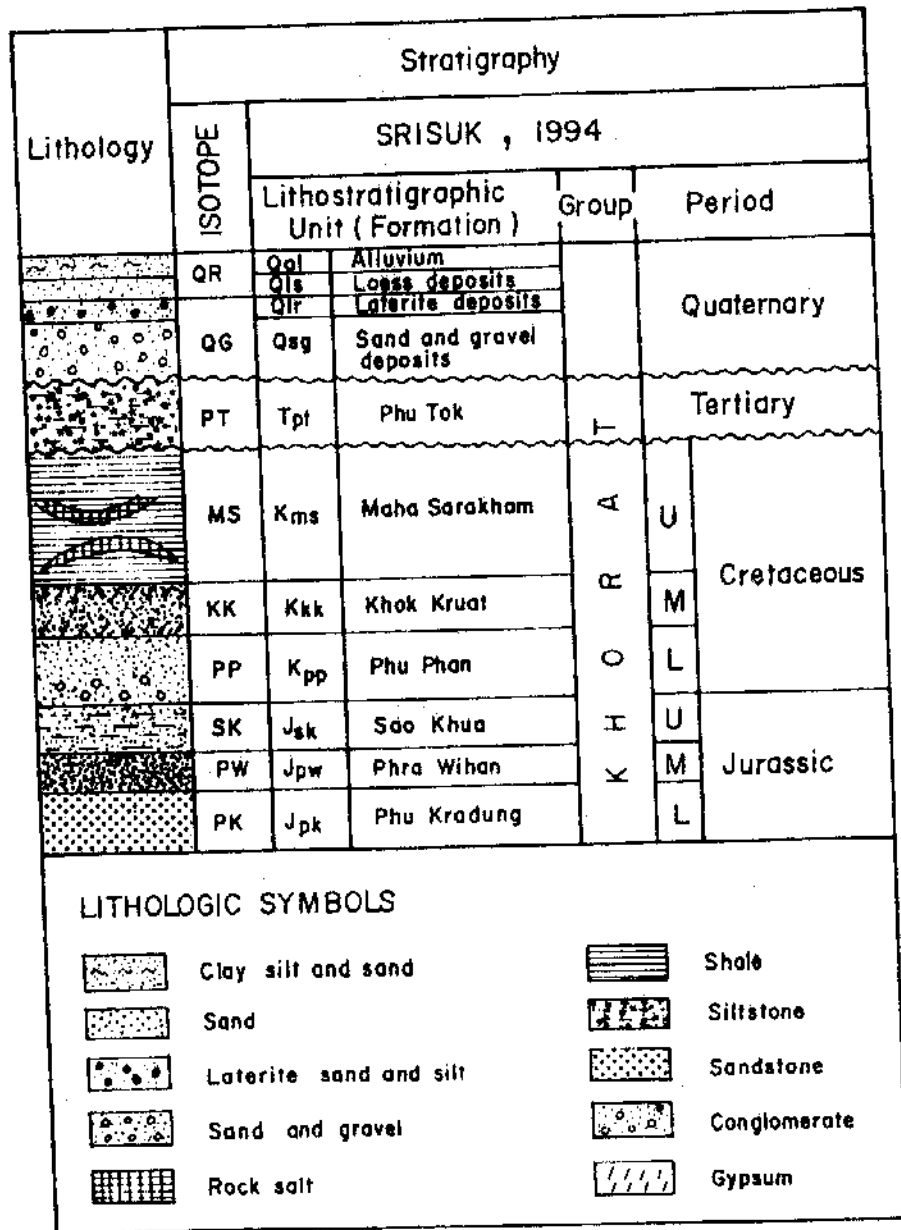 Stratigraphy
Lithology
ISOTOPE
SRISUK , 1994
Lithostratigraphic
Unit ( Formation )
Group
Period
QR
Qal
Alluvium
Qls
Loess deposits
Qlr
Laterite deposits
Quaternary
QG
Qsg
Sand and gravel
deposits
PT
Tpt
Phu Tok
Tertiary
KHORAT
MS
Kms
Maha Sarakham
U
Cretaceous
KK
Kkk
Khok Kruat
M
PP
Kpp
Phu Phan
L
SK
Jsk
Sao Khua
U
Jurassic
PW
Jpw
Phra Wihan
M
PK
Jpk
Phu Kradung
L
LITHOLOGIC SYMBOLS
Clay silt and sand
Sand
Laterite sand and silt
Sand and gravel
Rock salt
Shale
Siltstone
Sandstone
Conglomerate
Gypsum